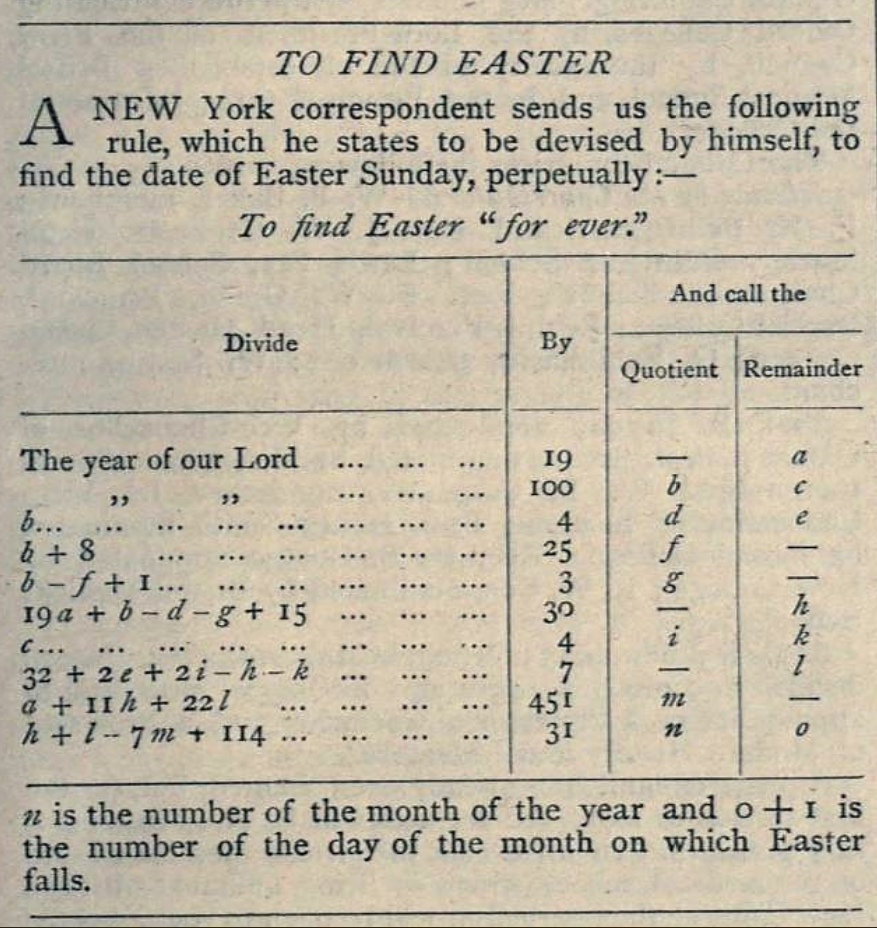 TO FIND EASTER
A NEW York correspondent sends us the following
rule, which he states to be devised by himself, to
find the date of Easter Sunday, perpetually :—
To find Easter “for ever.”
Divide By And call the
Quotient Remainder
The year of our Lord ... ... ... 19 — a
,, ,, ... ... ... 100 b c
b... ... ... ... ... ... ... 4 d e
b + 8 ... ... ... ... ... ... 25 f —
b – f + 1... ... ... ... ... ... 3 g —
19a + b – d – g + 15 ... ... ... 30 — h
c... ... ... ... ... ... ... 4 i k
32 + 2e + 2i – h – k ... ... ... 7 — l
a + 11h + 22l ... ... ... ... 451 m —
h + l – 7m + 114 ... ... ... ... 31 n o
n is the number of the month of the year and o + 1 is
the number of the day of the month on which Easter
falls.